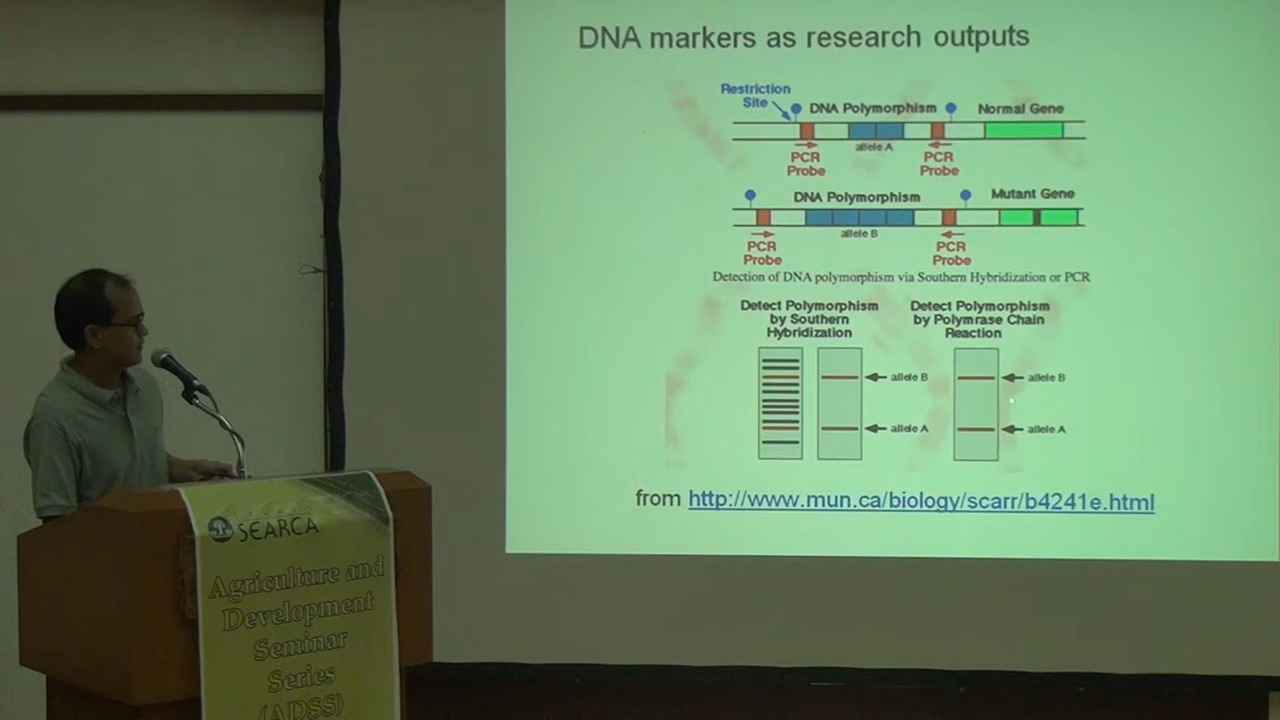 DNA markers as research outputs
Restriction
Site
DNA Polymorphism
Normal Gene
allele A
PCR
Probe
PCR
Probe
DNA Polymorphism
Mutant Gene
allele B
PCR
Probe
PCR
Probe
Detection of DNA polymorphism via Southern Hybridization or PCR
Detect Polymorphism
by Southern
Hybridization
Detect Polymorphism
by Polymrase Chain
Reaction
allele B
allele A
allele B
allele A
from http://www.mun.ca/biology/scarr/b4241e.html
SEARCA
Agriculture and
Development
Seminar
Series
(ADSS)